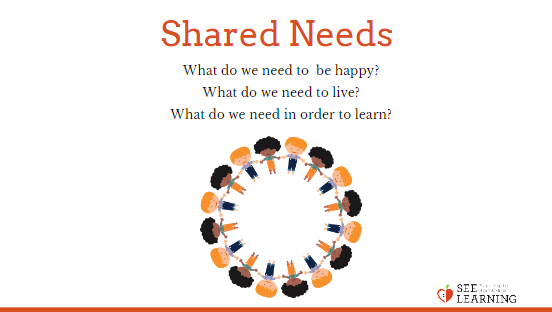 Shared Needs
What do we need to  be happy?
What do we need to live?
What do we need in order to learn?
SEE
LEARNING